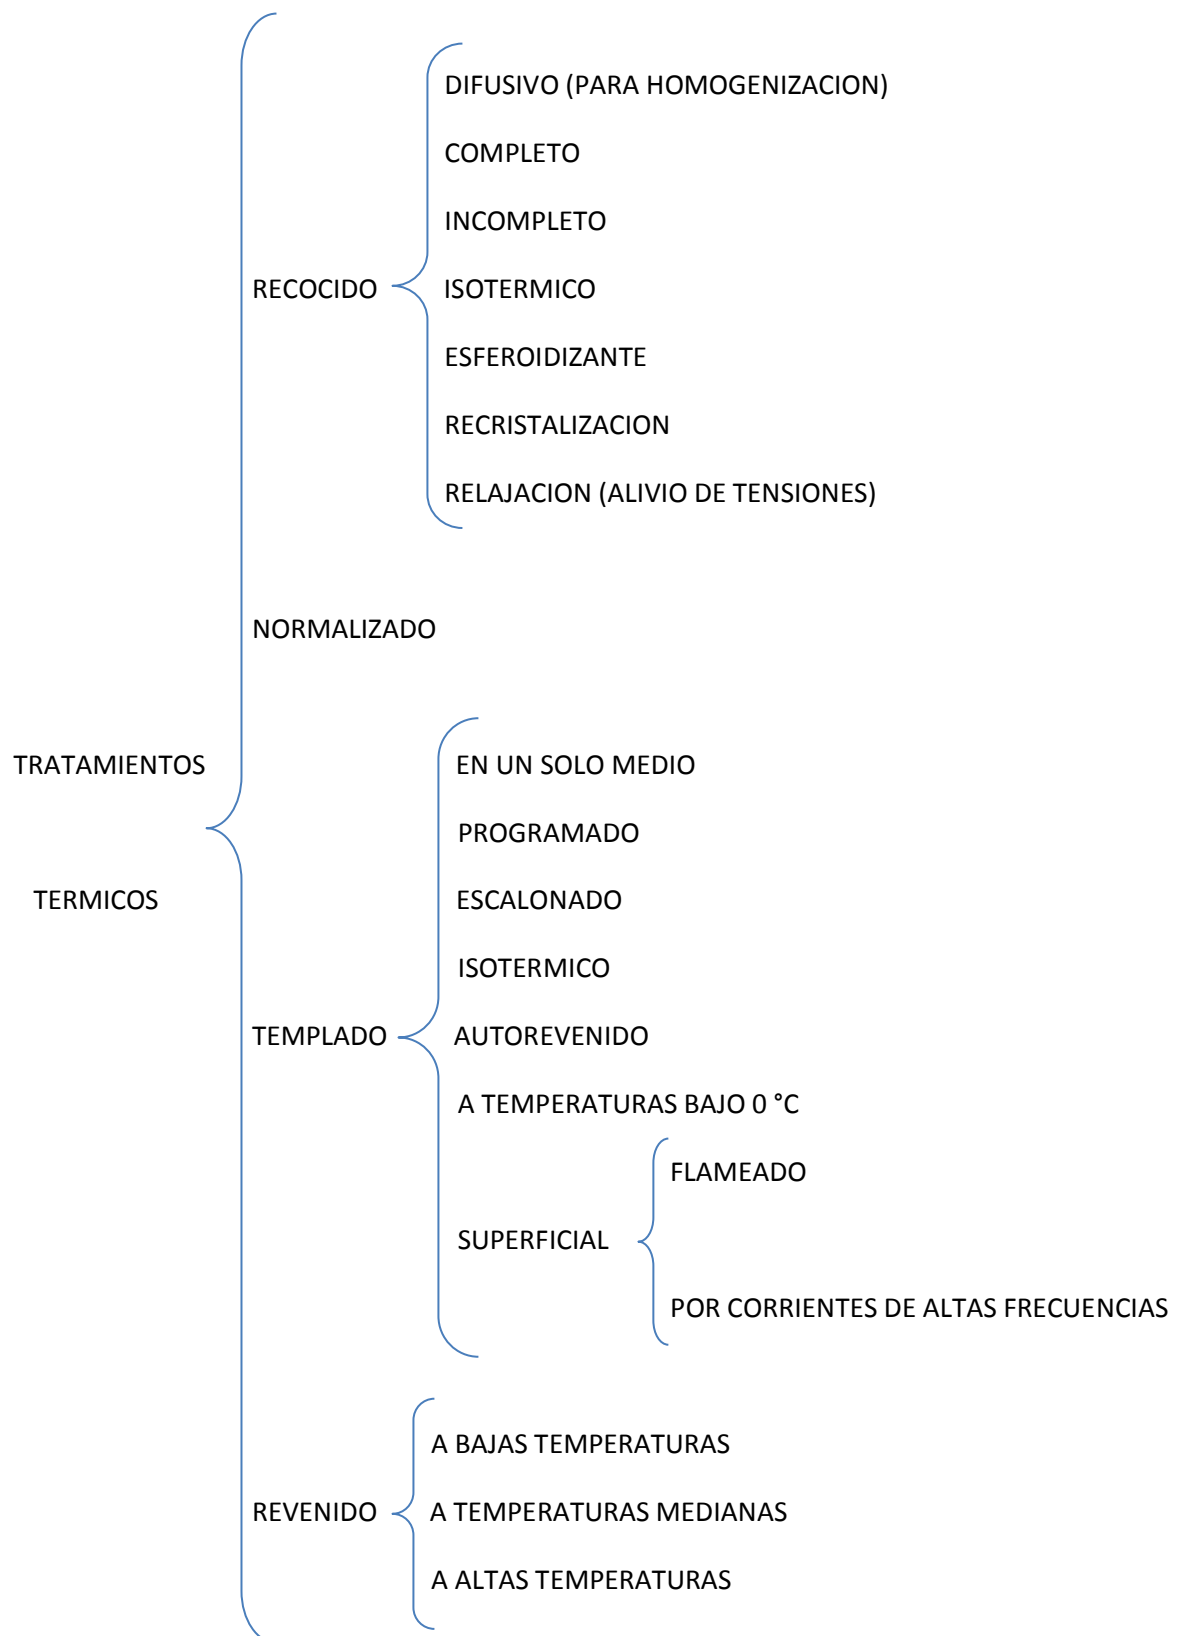 DIFUSIVO (PARA HOMOGENIZACION)
COMPLETO
INCOMPLETO
RECOCIDO ISOTERMICO
ESFEROIDIZANTE
RECRISTALIZACION
RELAJACION (ALIVIO DE TENSIONES)
NORMALIZADO
TRATAMIENTOS EN UN SOLO MEDIO
PROGRAMADO
TERMICOS ESCALONADO
ISOTERMICO
TEMPLADO AUTOREVENIDO
A TEMPERATURAS BAJO 0 °C
FLAMEADO
SUPERFICIAL
POR CORRIENTES DE ALTAS FRECUENCIAS
A BAJAS TEMPERATURAS
REVENIDO A TEMPERATURAS MEDIANAS
A ALTAS TEMPERATURAS